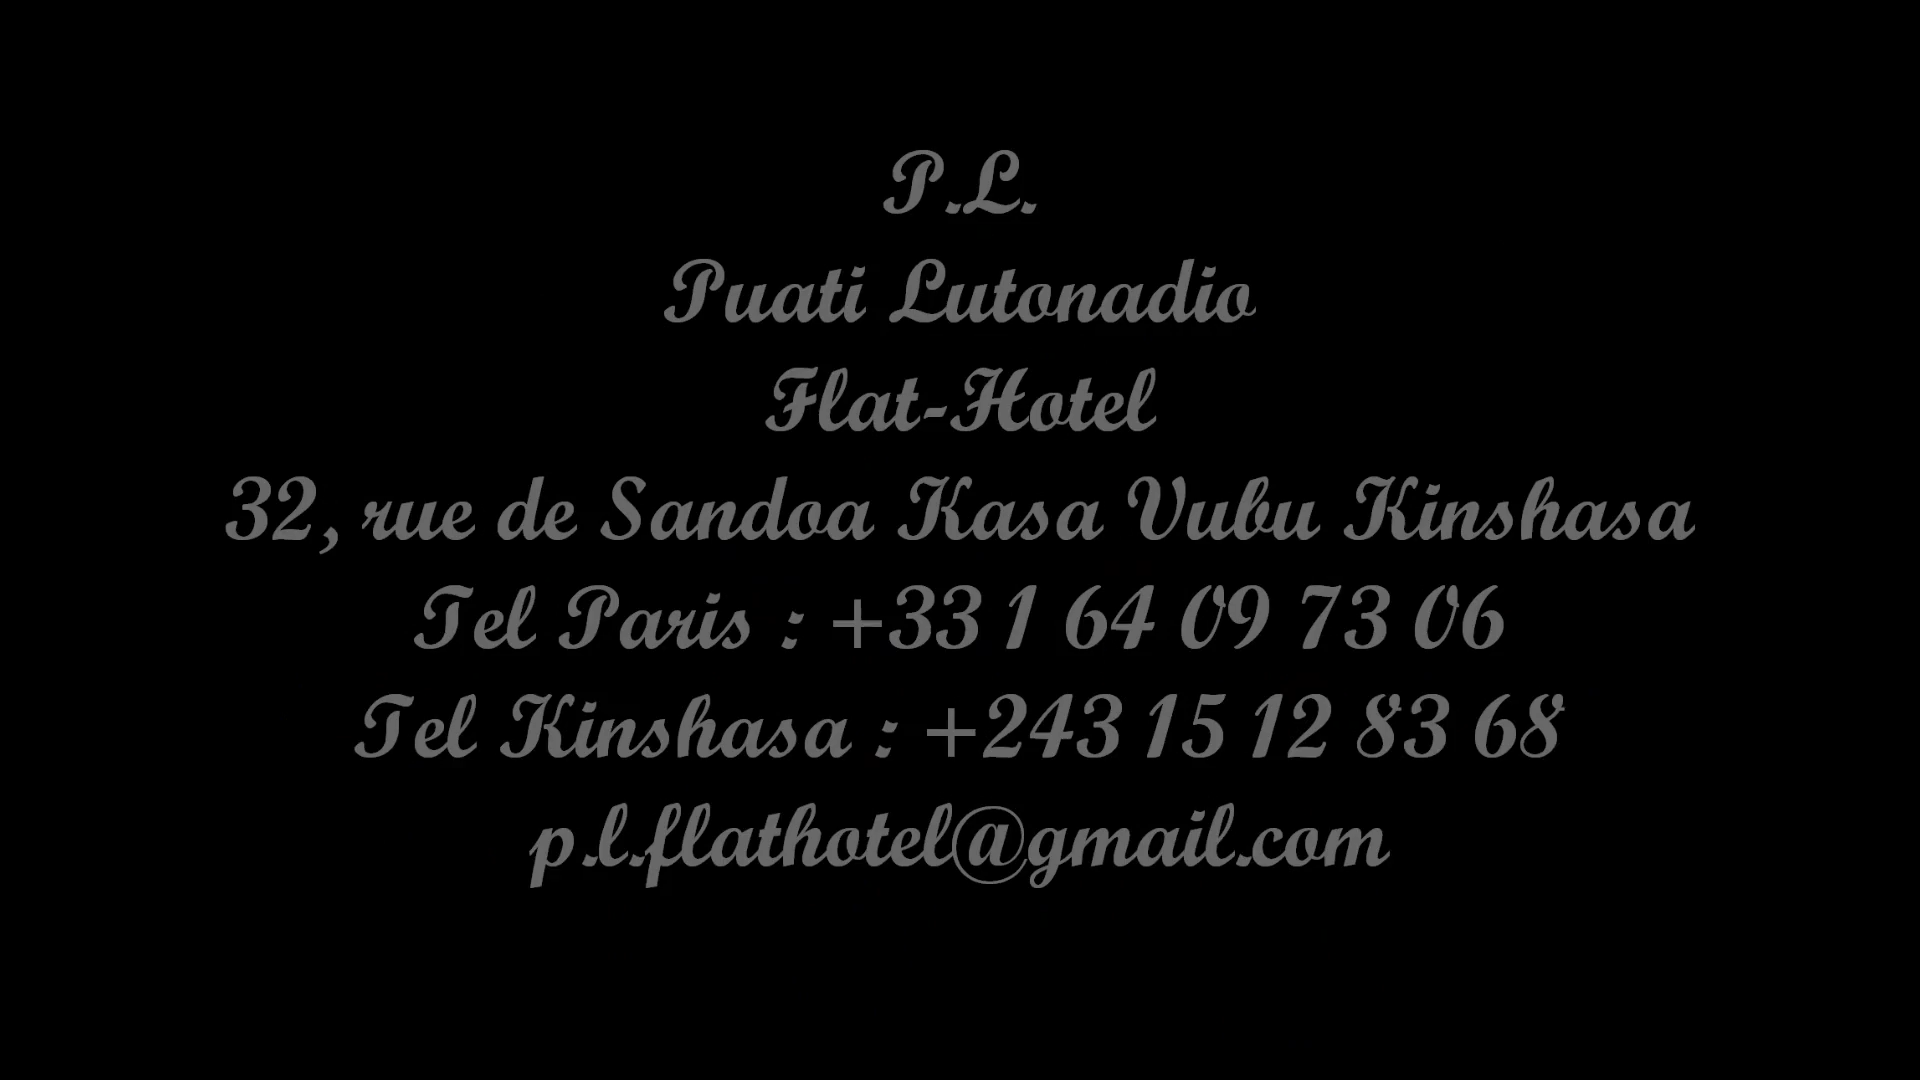 P.L.
Puati Lutonadio
Flat-Hotel
32, rue de Sandoa Kasa Vubu Kinshasa
Tel Paris : +33 1 64 09 73 06
Tel Kinshasa : +243 15 12 83 68
p.l.flathotel@gmail.com